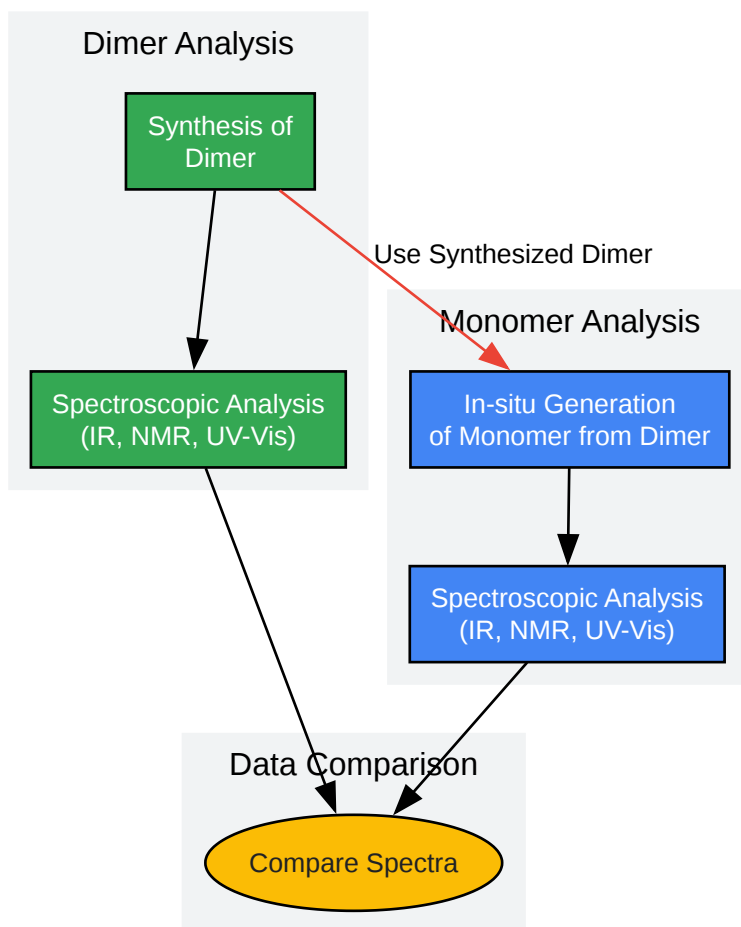 Dimer Analysis
Synthesis of
Dimer
Use Synthesized Dimer
Monomer Analysis
Spectroscopic Analysis
(IR, NMR, UV-Vis)
In-situ Generation
of Monomer from Dimer
Spectroscopic Analysis
(IR, NMR, UV-Vis)
Data Comparison
Compare Spectra